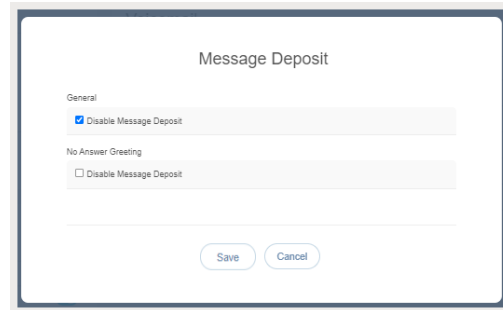 Message Deposit
General
Disable Message Deposit
No Answer Greeting
Disable Message Deposit
Save Cancel